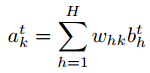 a_k^t = \sum_{h=1}^{H} w_{hk} b_h^t